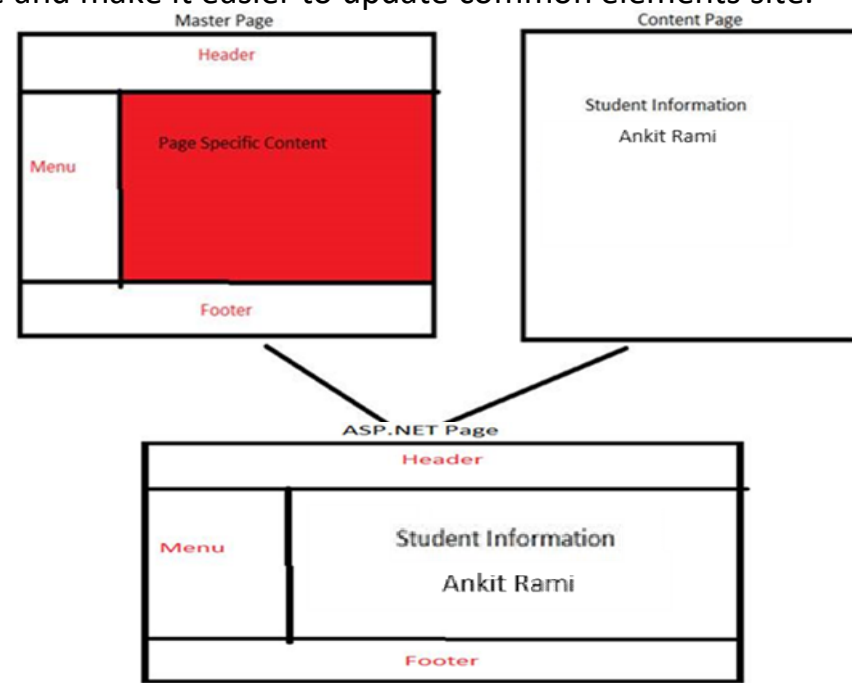 and make it easier to update common elements site.
Master Page
Header
Menu
Page Specific Content
Footer
Content Page
Student Information
Ankit Rami
ASP.NET Page
Header
Menu
Student Information
Ankit Rami
Footer